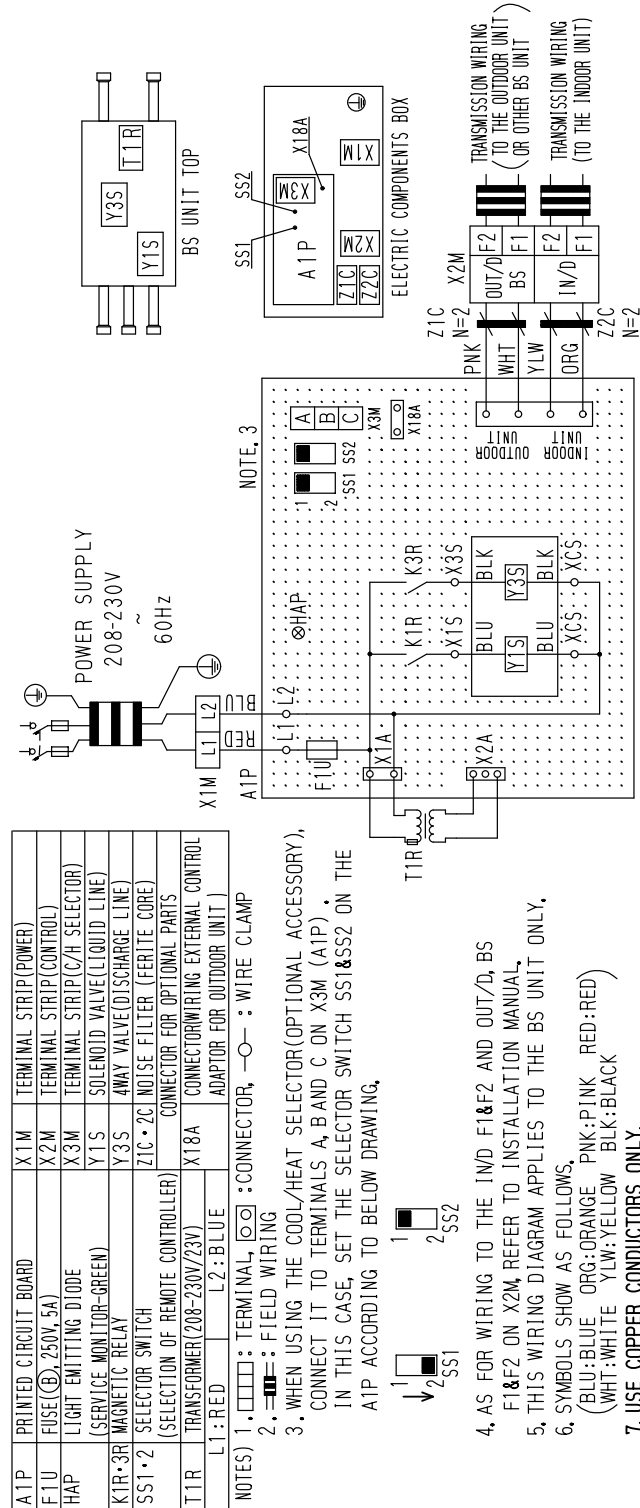 A1P PRINTED CIRCUIT BOARD X1M TERMINAL STRIP(POWER)
F1U FUSE(Ⓑ, 250V, 5A) X2M TERMINAL STRIP(CONTROL)
HAP LIGHT EMITTING DIODE X3M TERMINAL STRIP(C/H SELECTOR)
(SERVICE MONITOR-GREEN) Y1S SOLENOID VALVE(LIQUID LINE)
K1R·3R MAGNETIC RELAY Y3S 4WAY VALVE(DISCHARGE LINE)
SS1·2 SELECTOR SWITCH Z1C·2C NOISE FILTER (FERITE CORE)
(SELECTION OF REMOTE CONTROLLER) CONNECTOR FOR OPTIONAL PARTS
T1R TRANSFORMER(208-230V/23V) X18A CONNECTOR(WIRING EXTERNAL CONTROL
L1:RED L2:BLUE ADAPTOR FOR OUTDOOR UNIT)
NOTES) 1. : TERMINAL, :CONNECTOR, : WIRE CLAMP
2. : FIELD WIRING
3. WHEN USING THE COOL/HEAT SELECTOR(OPTIONAL ACCESSORY),
CONNECT IT TO TERMINALS A, B AND C ON X3M (A1P).
IN THIS CASE, SET THE SELECTOR SWITCH SS1&SS2 ON THE
A1P ACCORDING TO BELOW DRAWING.
1
2
SS1
1
2
SS2
4. AS FOR WIRING TO THE IN/D F1&F2 AND OUT/D, BS
F1&F2 ON X2M, REFER TO INSTALLATION MANUAL.
5. THIS WIRING DIAGRAM APPLIES TO THE BS UNIT ONLY.
6. SYMBOLS SHOW AS FOLLOWS.
(BLU:BLUE ORG:ORANGE PNK:PINK RED:RED
WHT:WHITE YLW:YELLOW BLK:BLACK)
7. USE COPPER CONDUCTORS ONLY.
POWER SUPPLY
208-230V
~
60Hz
X1M
L1 L2
RED BLU
A1P
L1 L2
F1U
X1A
T1R
X2A
HAP
K1R K3R
X1S X3S
BLU BLK
Y1S Y3S
BLU BLK
XCS XCS
NOTE. 3
1
2
SS1 SS2
A
B
C
X3M
X18A
OUTDOOR
UNIT
INDOOR
UNIT
PNK
WHT
YLW
ORG
Z1C
N=2
Z2C
N=2
X2M
OUT/D
BS
IN/D
F2
F1
F2
F1
TRANSMISSION WIRING
(TO THE OUTDOOR UNIT
OR OTHER BS UNIT)
TRANSMISSION WIRING
(TO THE INDOOR UNIT)
Y1S
Y3S
T1R
BS UNIT TOP
SS1
SS2
X18A
A1P
X3M
Z1C
Z2C
X2M
X1M
ELECTRIC COMPONENTS BOX